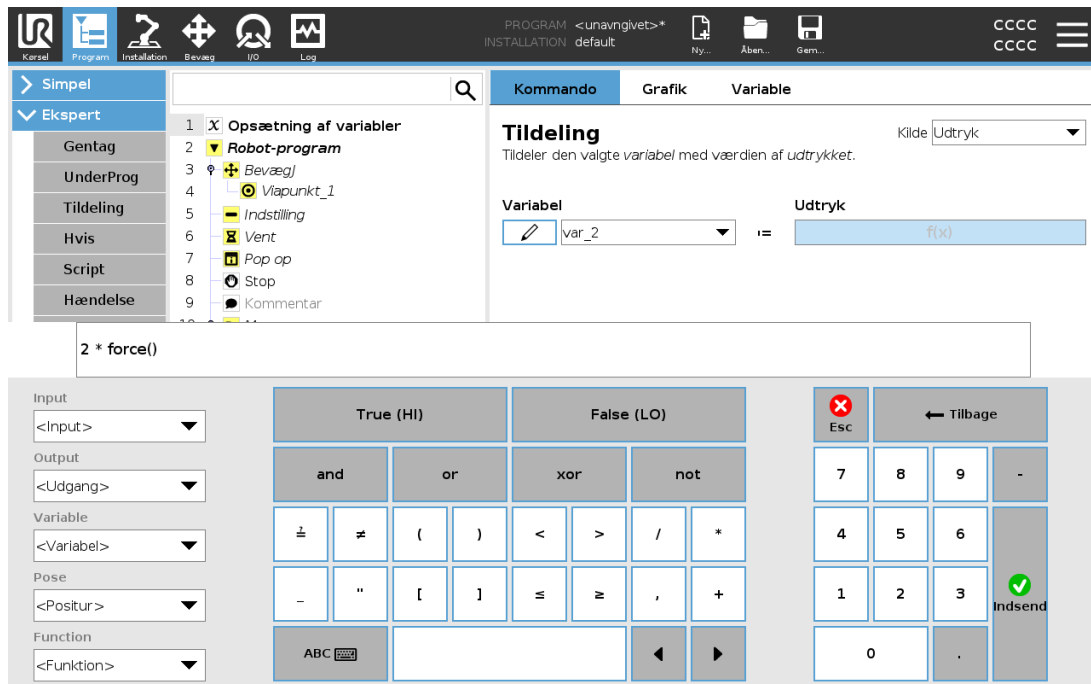 PROGRAM <unavngivet>*
INSTALLATION default
UR
Kørsel
Program
Installation
Bevæg
I/O
Log
Ny...
Åben...
Gem...
CCCC
CCCC
Simpel
Ekspert
Gentag
UnderProg
Tildeling
Hvis
Script
Hændelse
1 X Opsætning af variabler
2 Robot-program
3 BevægJ
4 Viapunkt_1
5 Indstilling
6 Vent
7 Pop op
8 Stop
9 Kommentar
Kommando
Grafik
Variable
Tildeling
Kilde Udtryk
Tildeler den valgte variabel med værdien af udtrykket.
Variabel
Udtryk
var_2
:=
f(x)
2 * force()
Input
<Input>
Output
<Udgang>
Variable
<Variabel>
Pose
<Positur>
Function
<Funktion>
True (HI)
False (LO)
Esc
Tilbage
and
or
xor
not
7
8
9
-
≟
≠
(
)
<
>
/
*
4
5
6
_
"
[
]
≤
≥
,
+
1
2
3
Indsend
ABC
0
.